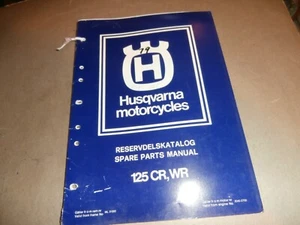 79
H
Husqvarna
motorcycles
RESERVDELSKATALOG
SPARE PARTS MANUAL
125 CR, WR